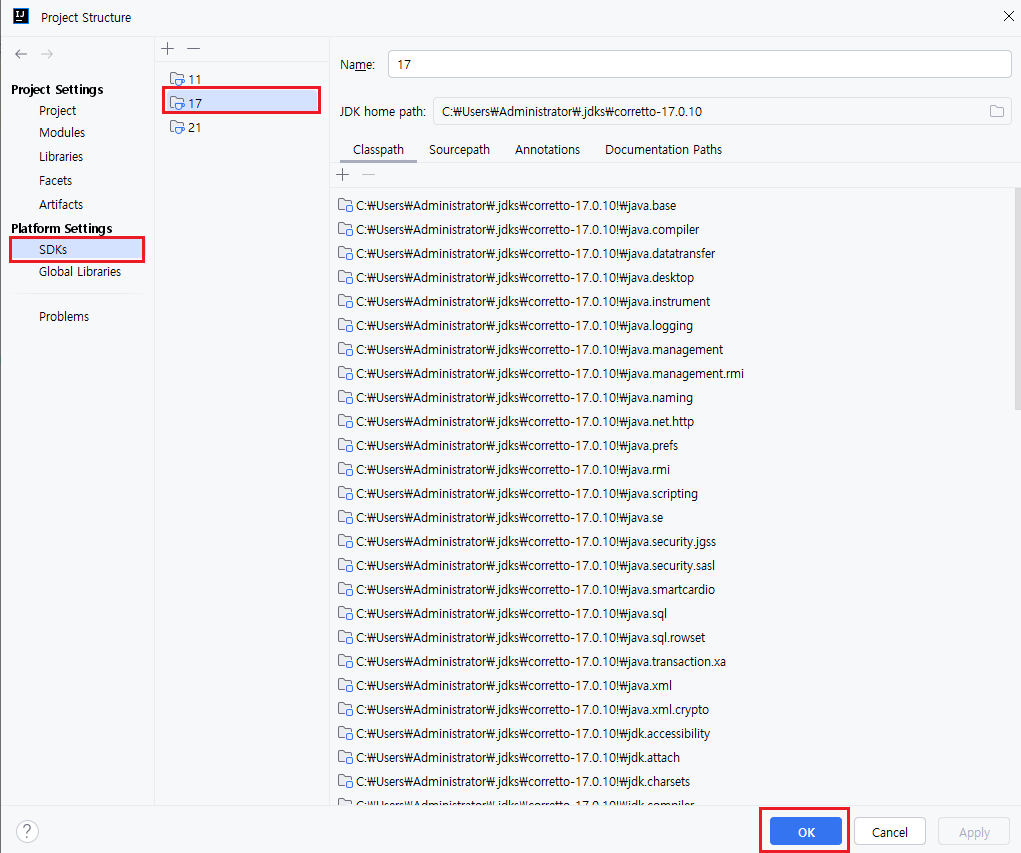 Project Structure
Project Settings
Project
Modules
Libraries
Facets
Artifacts
Platform Settings
SDKs
Global Libraries
Problems
11
17
21
Name: 17
JDK home path: C:₩Users₩Administrator₩.jdks₩corretto-17.0.10
Classpath Sourcepath Annotations Documentation Paths
C:₩Users₩Administrator₩.jdks₩corretto-17.0.10!₩java.base
C:₩Users₩Administrator₩.jdks₩corretto-17.0.10!₩java.compiler
C:₩Users₩Administrator₩.jdks₩corretto-17.0.10!₩java.datatransfer
C:₩Users₩Administrator₩.jdks₩corretto-17.0.10!₩java.desktop
C:₩Users₩Administrator₩.jdks₩corretto-17.0.10!₩java.instrument
C:₩Users₩Administrator₩.jdks₩corretto-17.0.10!₩java.logging
C:₩Users₩Administrator₩.jdks₩corretto-17.0.10!₩java.management
C:₩Users₩Administrator₩.jdks₩corretto-17.0.10!₩java.management.rmi
C:₩Users₩Administrator₩.jdks₩corretto-17.0.10!₩java.naming
C:₩Users₩Administrator₩.jdks₩corretto-17.0.10!₩java.net.http
C:₩Users₩Administrator₩.jdks₩corretto-17.0.10!₩java.prefs
C:₩Users₩Administrator₩.jdks₩corretto-17.0.10!₩java.rmi
C:₩Users₩Administrator₩.jdks₩corretto-17.0.10!₩java.scripting
C:₩Users₩Administrator₩.jdks₩corretto-17.0.10!₩java.se
C:₩Users₩Administrator₩.jdks₩corretto-17.0.10!₩java.security.jgss
C:₩Users₩Administrator₩.jdks₩corretto-17.0.10!₩java.security.sasl
C:₩Users₩Administrator₩.jdks₩corretto-17.0.10!₩java.smartcardio
C:₩Users₩Administrator₩.jdks₩corretto-17.0.10!₩java.sql
C:₩Users₩Administrator₩.jdks₩corretto-17.0.10!₩java.sql.rowset
C:₩Users₩Administrator₩.jdks₩corretto-17.0.10!₩java.transaction.xa
C:₩Users₩Administrator₩.jdks₩corretto-17.0.10!₩java.xml
C:₩Users₩Administrator₩.jdks₩corretto-17.0.10!₩java.xml.crypto
C:₩Users₩Administrator₩.jdks₩corretto-17.0.10!₩jdk.accessibility
C:₩Users₩Administrator₩.jdks₩corretto-17.0.10!₩jdk.attach
C:₩Users₩Administrator₩.jdks₩corretto-17.0.10!₩jdk.charsets
C:₩Users₩Administrator₩.jdks₩corretto-17.0.10!₩jdk.compiler
? OK Cancel Apply